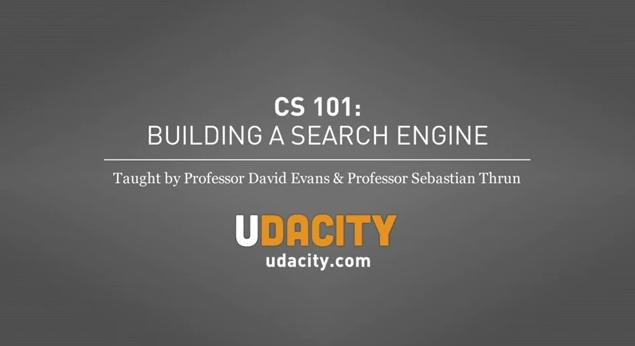 CS 101:
BUILDING A SEARCH ENGINE
Taught by Professor David Evans & Professor Sebastian Thrun
UDACITY
udacity.com